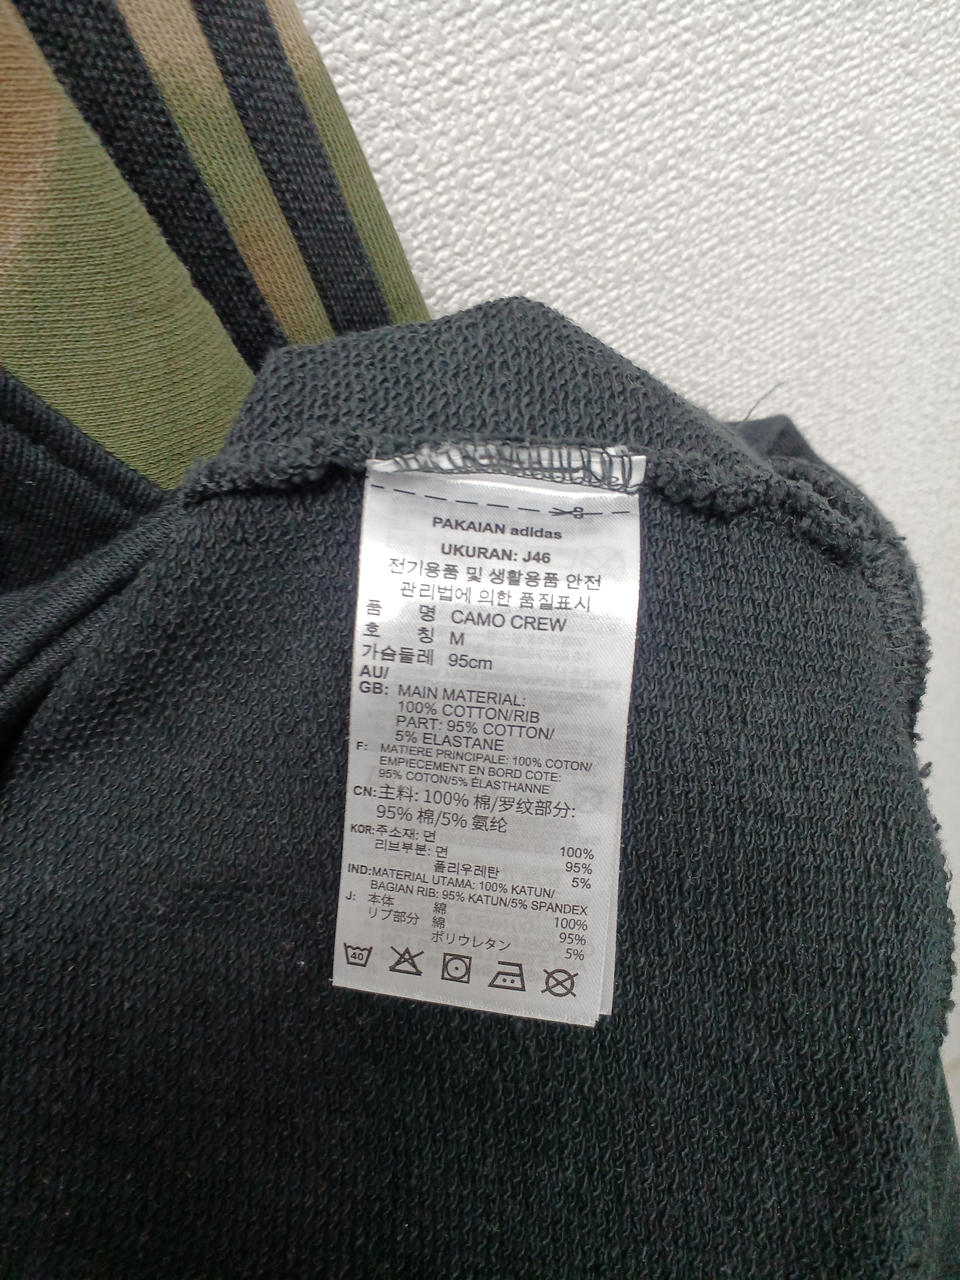 PAKAIAN adidas
UKURAN: J46
전기용품 및 생활용품 안전
관리법에 의한 품질표시
품 명 CAMO CREW
호 칭 M
가슴둘레 95cm
AU/
GB: MAIN MATERIAL:
100% COTTON/RIB
PART: 95% COTTON/
5% ELASTANE
F: MATIERE PRINCIPALE: 100% COTON/
EMPIECEMENT EN BORD COTE:
95% COTON/5% ÉLASTHANNE
CN: 主料: 100% 棉/罗纹部分:
95% 棉/5% 氨纶
KOR: 주소재: 면 100%
리브부분: 면 95%
폴리우레탄 5%
IND: MATERIAL UTAMA: 100% KATUN/
BAGIAN RIB: 95% KATUN/5% SPANDEX
J: 本体 綿 100%
リブ部分 綿 95%
ポリウレタン 5%
40